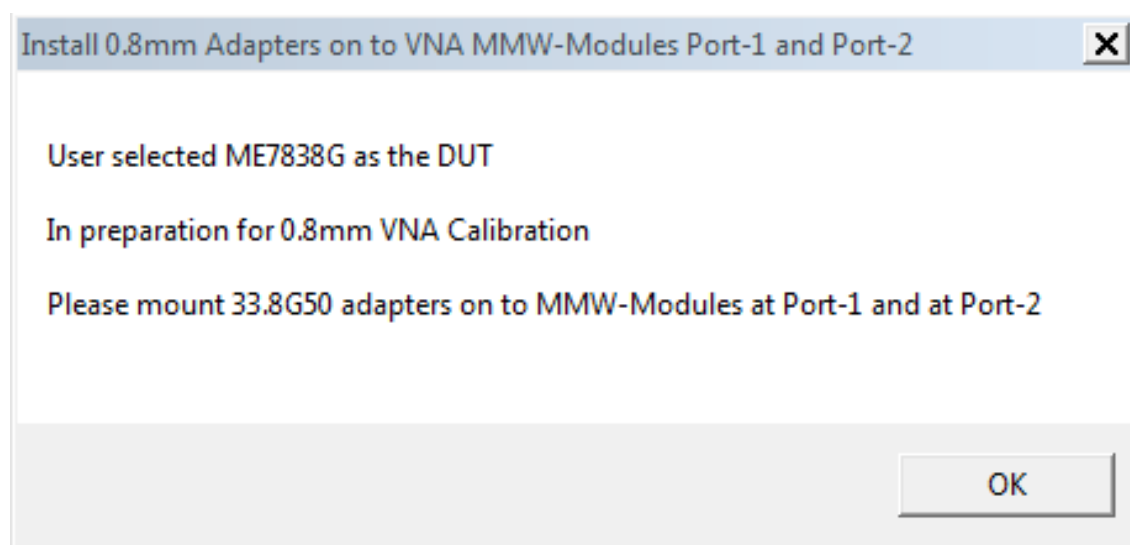 Install 0.8mm Adapters on to VNA MMW-Modules Port-1 and Port-2
User selected ME7838G as the DUT
In preparation for 0.8mm VNA Calibration
Please mount 33.8G50 adapters on to MMW-Modules at Port-1 and at Port-2
OK